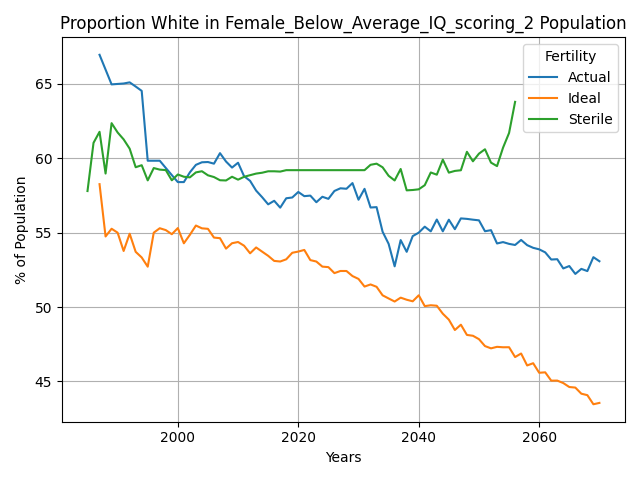 Proportion White in Female_Below_Average_IQ_scoring_2 Population
Fertility
Actual
Ideal
Sterile
% of Population
65
60
55
50
45
2000
2020
2040
2060
Years